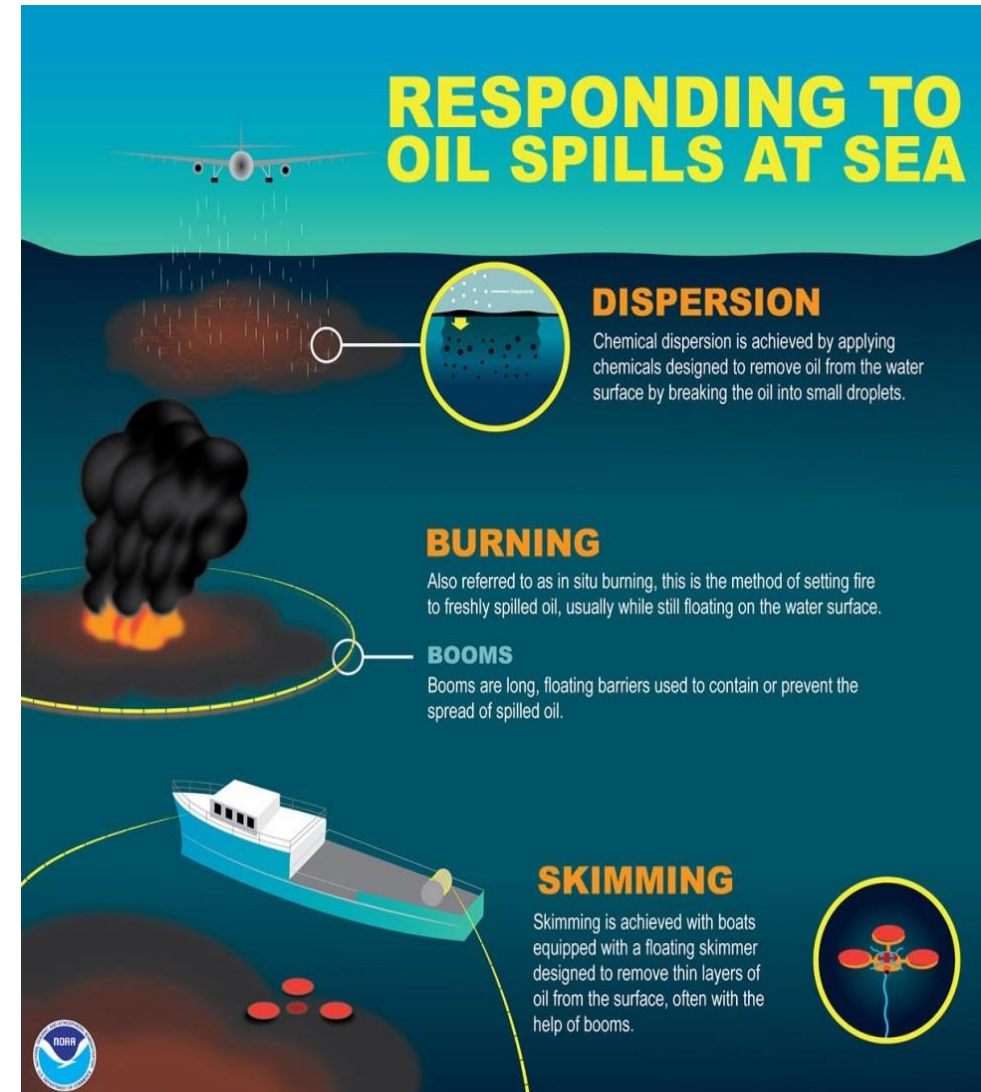 RESPONDING TO
OIL SPILLS AT SEA
Dispersants
DISPERSION
Chemical dispersion is achieved by applying
chemicals designed to remove oil from the water
surface by breaking the oil into small droplets.
BURNING
Also referred to as in situ burning, this is the method of setting fire
to freshly spilled oil, usually while still floating on the water surface.
BOOMS
Booms are long, floating barriers used to contain or prevent the
spread of spilled oil.
SKIMMING
Skimming is achieved with boats
equipped with a floating skimmer
designed to remove thin layers of
oil from the surface, often with the
help of booms.
NOAA